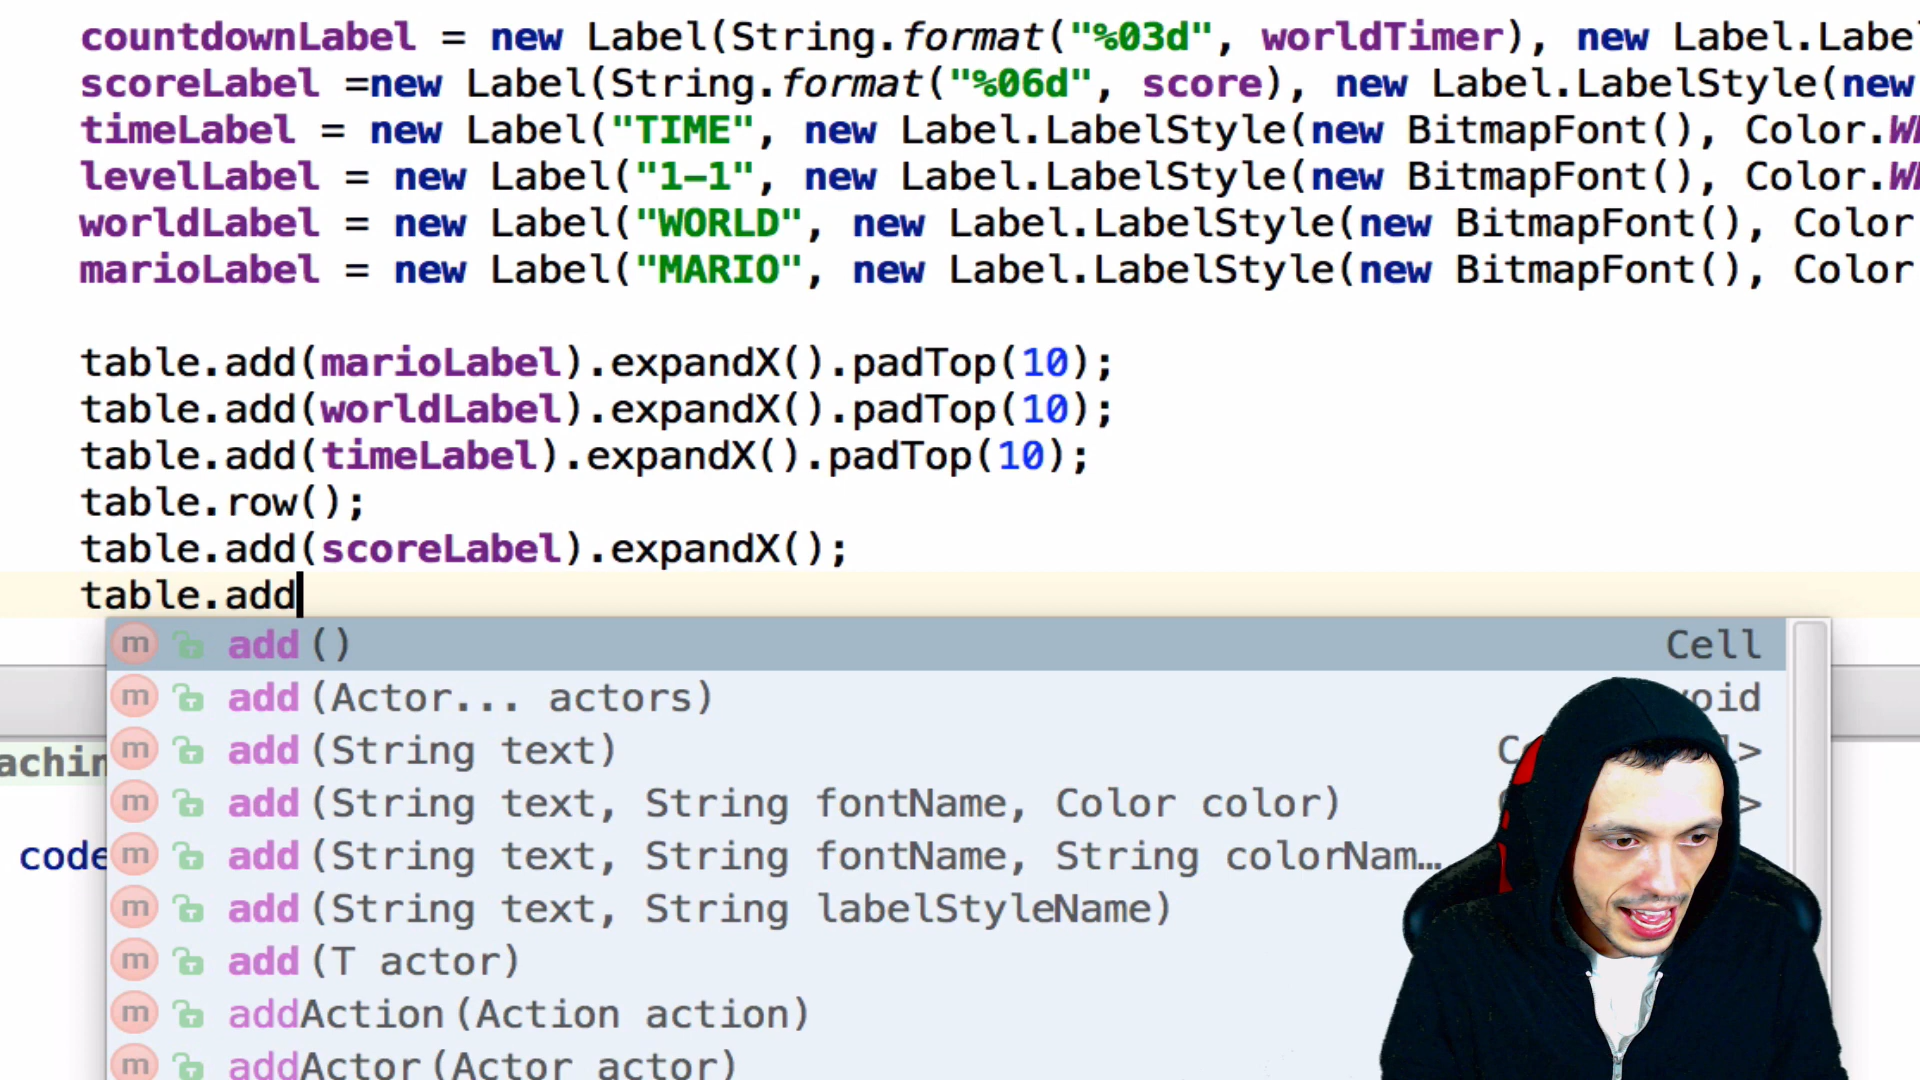 countdownLabel = new Label(String.format("%03d", worldTimer), new Label.Labe
scoreLabel =new Label(String.format("%06d", score), new Label.LabelStyle(new
timeLabel = new Label("TIME", new Label.LabelStyle(new BitmapFont(), Color.WH
levelLabel = new Label("1-1", new Label.LabelStyle(new BitmapFont(), Color.WH
worldLabel = new Label("WORLD", new Label.LabelStyle(new BitmapFont(), Color
marioLabel = new Label("MARIO", new Label.LabelStyle(new BitmapFont(), Color
table.add(marioLabel).expandX().padTop(10);
table.add(worldLabel).expandX().padTop(10);
table.add(timeLabel).expandX().padTop(10);
table.row();
table.add(scoreLabel).expandX();
table.add
add() Cell
add(Actor... actors) void
add(String text)
add(String text, String fontName, Color color)
add(String text, String fontName, String colorNam…
add(String text, String labelStyleName)
add(T actor)
addAction(Action action)
addActor(Actor actor)
achin
code